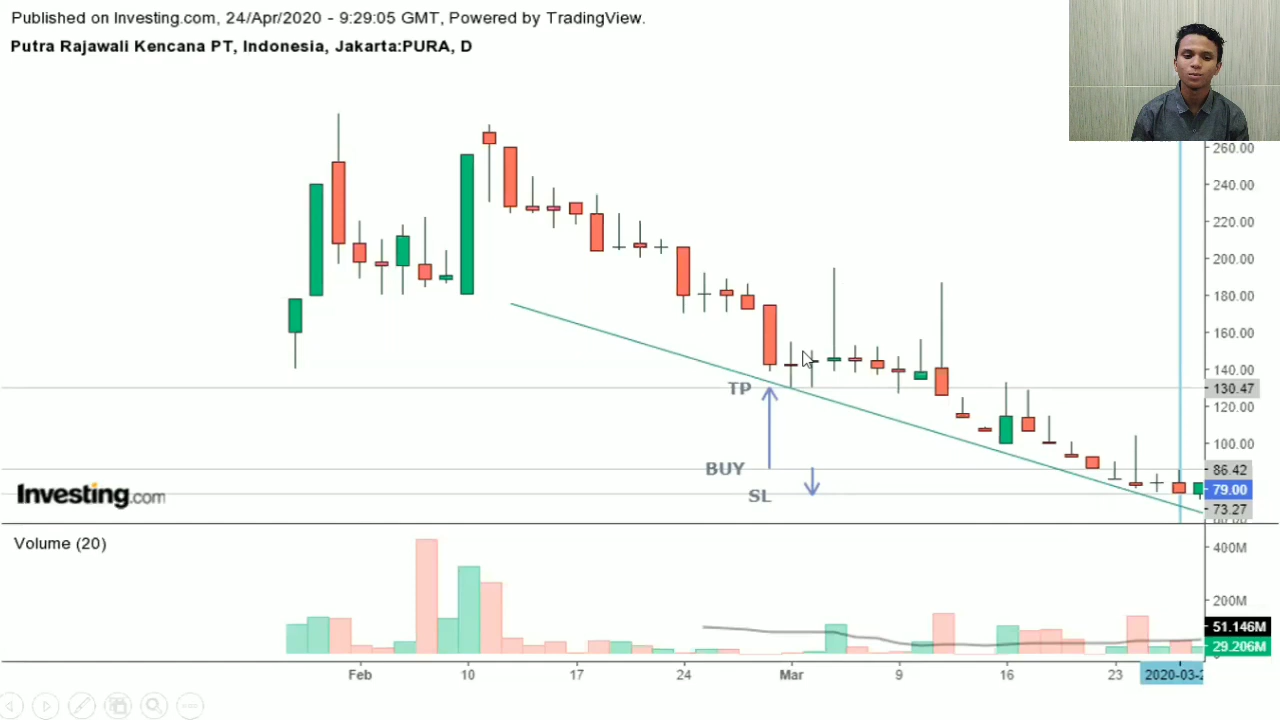 Published on Investing.com, 24/Apr/2020 - 9:29:05 GMT, Powered by TradingView.
Putra Rajawali Kencana PT, Indonesia, Jakarta:PURA, D
260.00
240.00
220.00
200.00
180.00
160.00
140.00
TP
130.47
120.00
100.00
BUY
86.42
SL
79.00
73.27
Investing.com
Volume (20)
400M
200M
51.146M
29.206M
Feb
10
17
24
Mar
9
16
23
2020-03-2